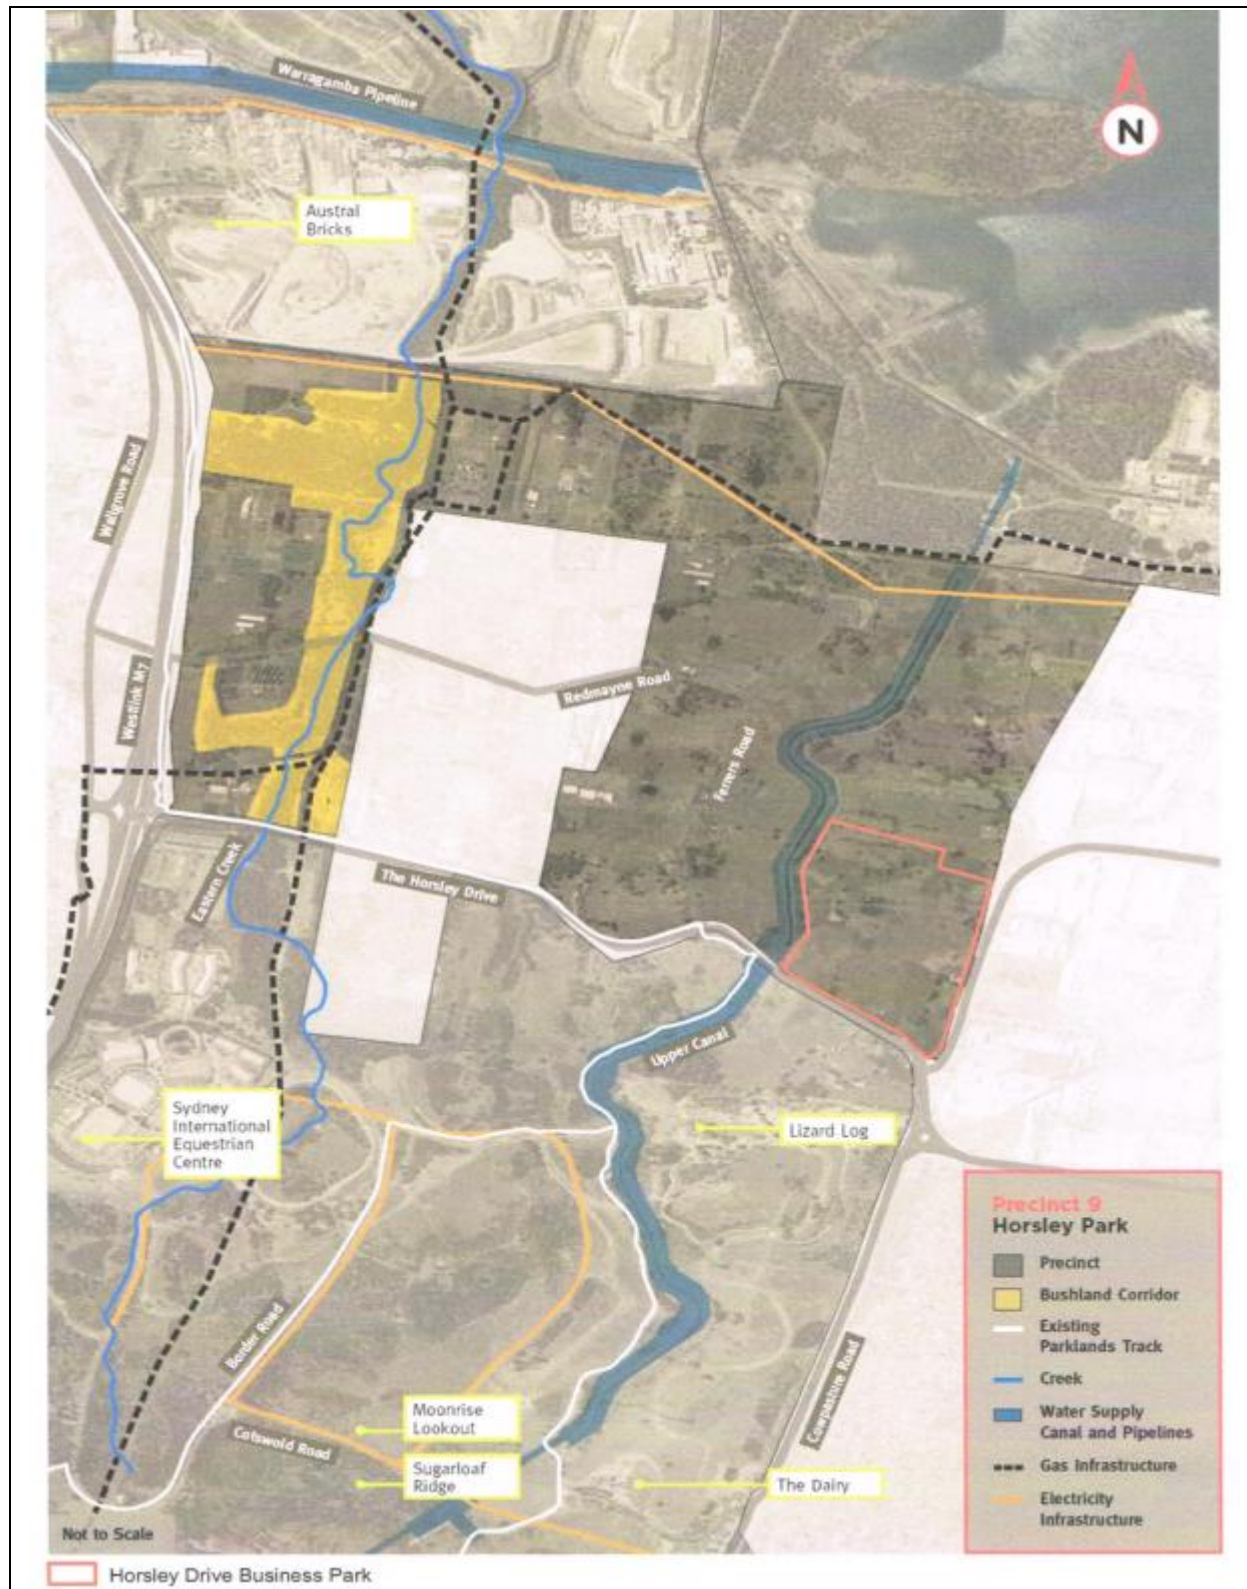 Warragamba Pipeline
N
Austral
Bricks
Wallgrove Road
Westlink M7
Redmayne Road
Ferrers Road
Eastern Creek
The Horsley Drive
Upper Canal
Sydney
International
Equestrian
Centre
Lizard Log
Border Road
Cowpasture Road
Moonrise
Lookout
Cotswold Road
Sugarloaf
Ridge
The Dairy
Precinct 9
Horsley Park
Precinct
Bushland Corridor
Existing
Parklands Track
Creek
Water Supply
Canal and Pipelines
Gas Infrastructure
Electricity
Infrastructure
Not to Scale
Horsley Drive Business Park